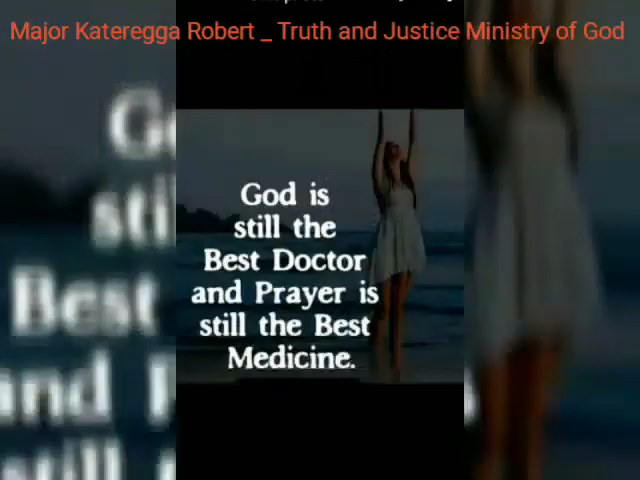 Major Kateregga Robert _ Truth and Justice Ministry of God
God is
still the
Best Doctor
and Prayer is
still the Best
Medicine.